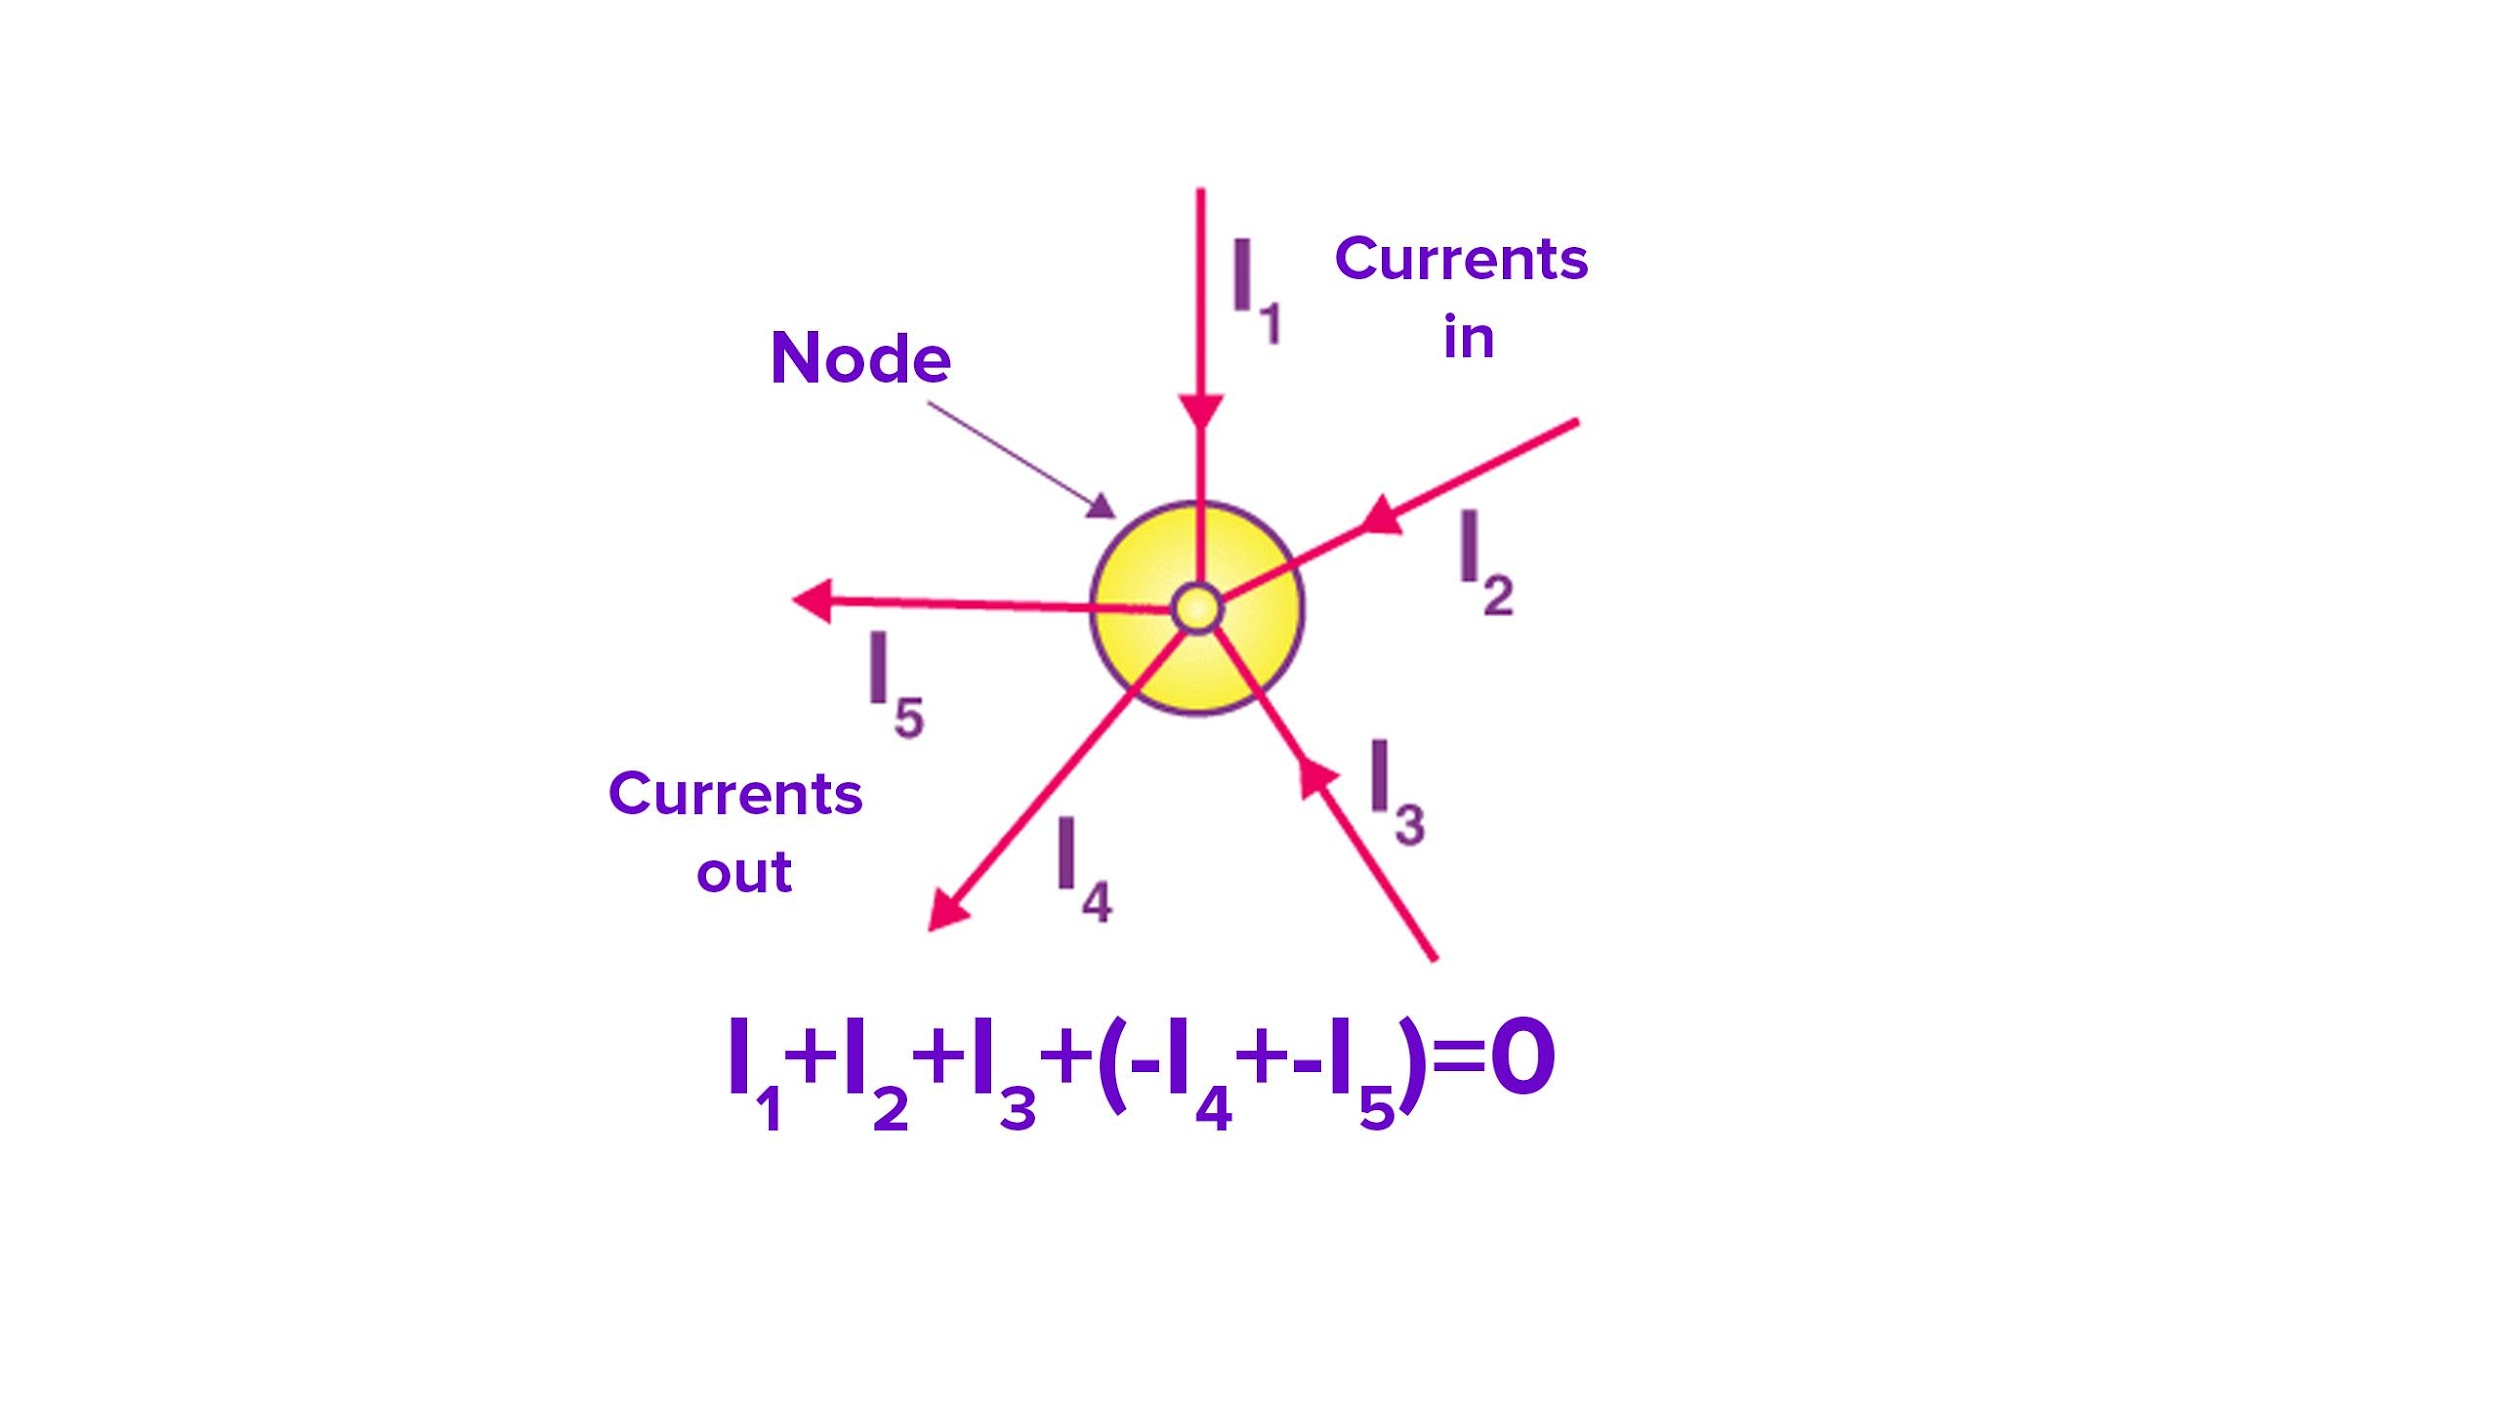 I₁
Currents
in
Node
I₂
I₅
I₃
Currents
out
I₄
I₁+I₂+I₃+(-I₄+-I₅)=0